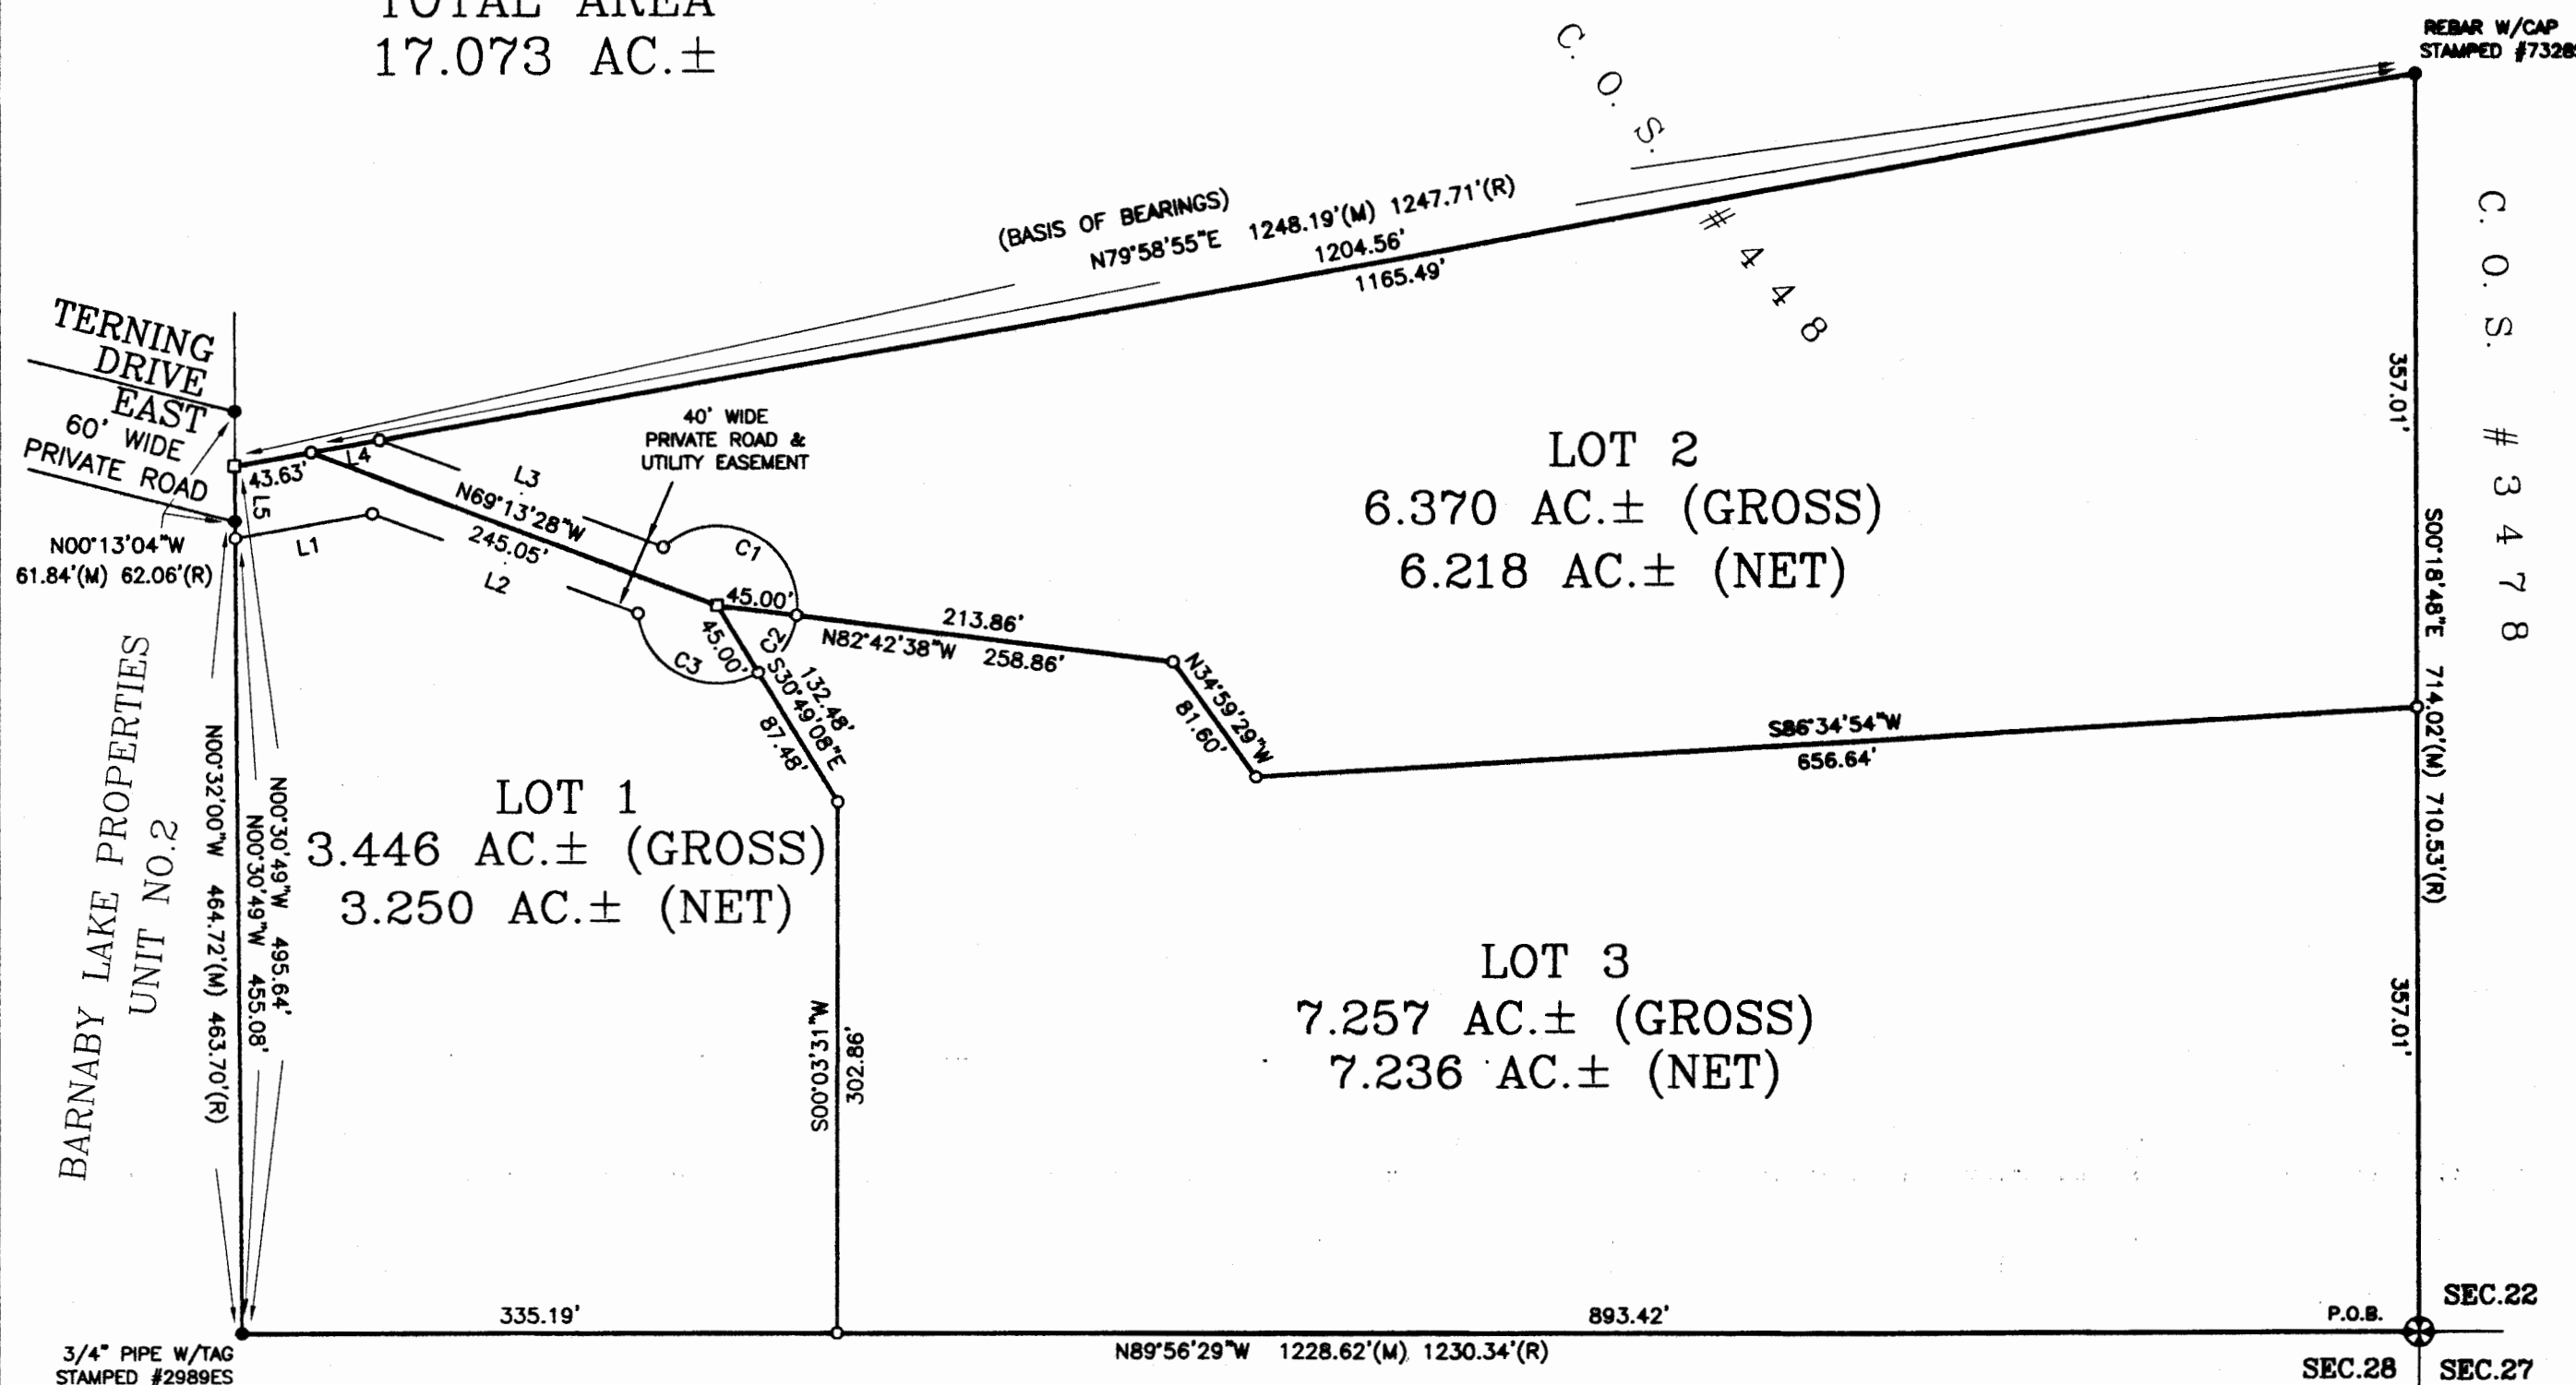 TOTAL AREA
17.073 AC.±
REBAR W/CAP
C. O. S. # 4 4 8
C. O. S. # 3 4 7 8
(BASIS OF BEARINGS)
N79°58'55"E 1248.19'(M) 1247.71'(R)
1204.56'
1165.49'
TERNING
DRIVE
EAST
60' WIDE
PRIVATE ROAD
43.63'
L4
L5
L1
L3
L2
N69°13'28"W
245.05'
40' WIDE
PRIVATE ROAD &
UTILITY EASEMENT
C1
C2
C3
45.00'
45.00'
N00°13'04"W
61.84'(M) 62.06'(R)
213.86'
N82°42'38"W 258.86'
132.48'
S30°49'08"E
87.48'
N34°59'29"W
81.60'
S86°34'54"W
656.64'
357.01'
S00°18'48"E 714.02'(M) 710.53'(R)
357.01'
LOT 2
6.370 AC.± (GROSS)
6.218 AC.± (NET)
BARNABY LAKE PROPERTIES
UNIT NO.2
N00°32'00"W 464.72'(M) 463.70'(R)
N00°30'49"W 495.64'
N00°30'49"W 455.08'
LOT 1
3.446 AC.± (GROSS)
3.250 AC.± (NET)
S00°03'31"W
302.86'
LOT 3
7.257 AC.± (GROSS)
7.236 AC.± (NET)
335.19'
893.42'
P.O.B.
SEC.22
N89°56'29"W 1228.62'(M) 1230.34'(R)
3/4" PIPE W/TAG
STAMPED #2989ES
SEC.28
SEC.27
STAMPED